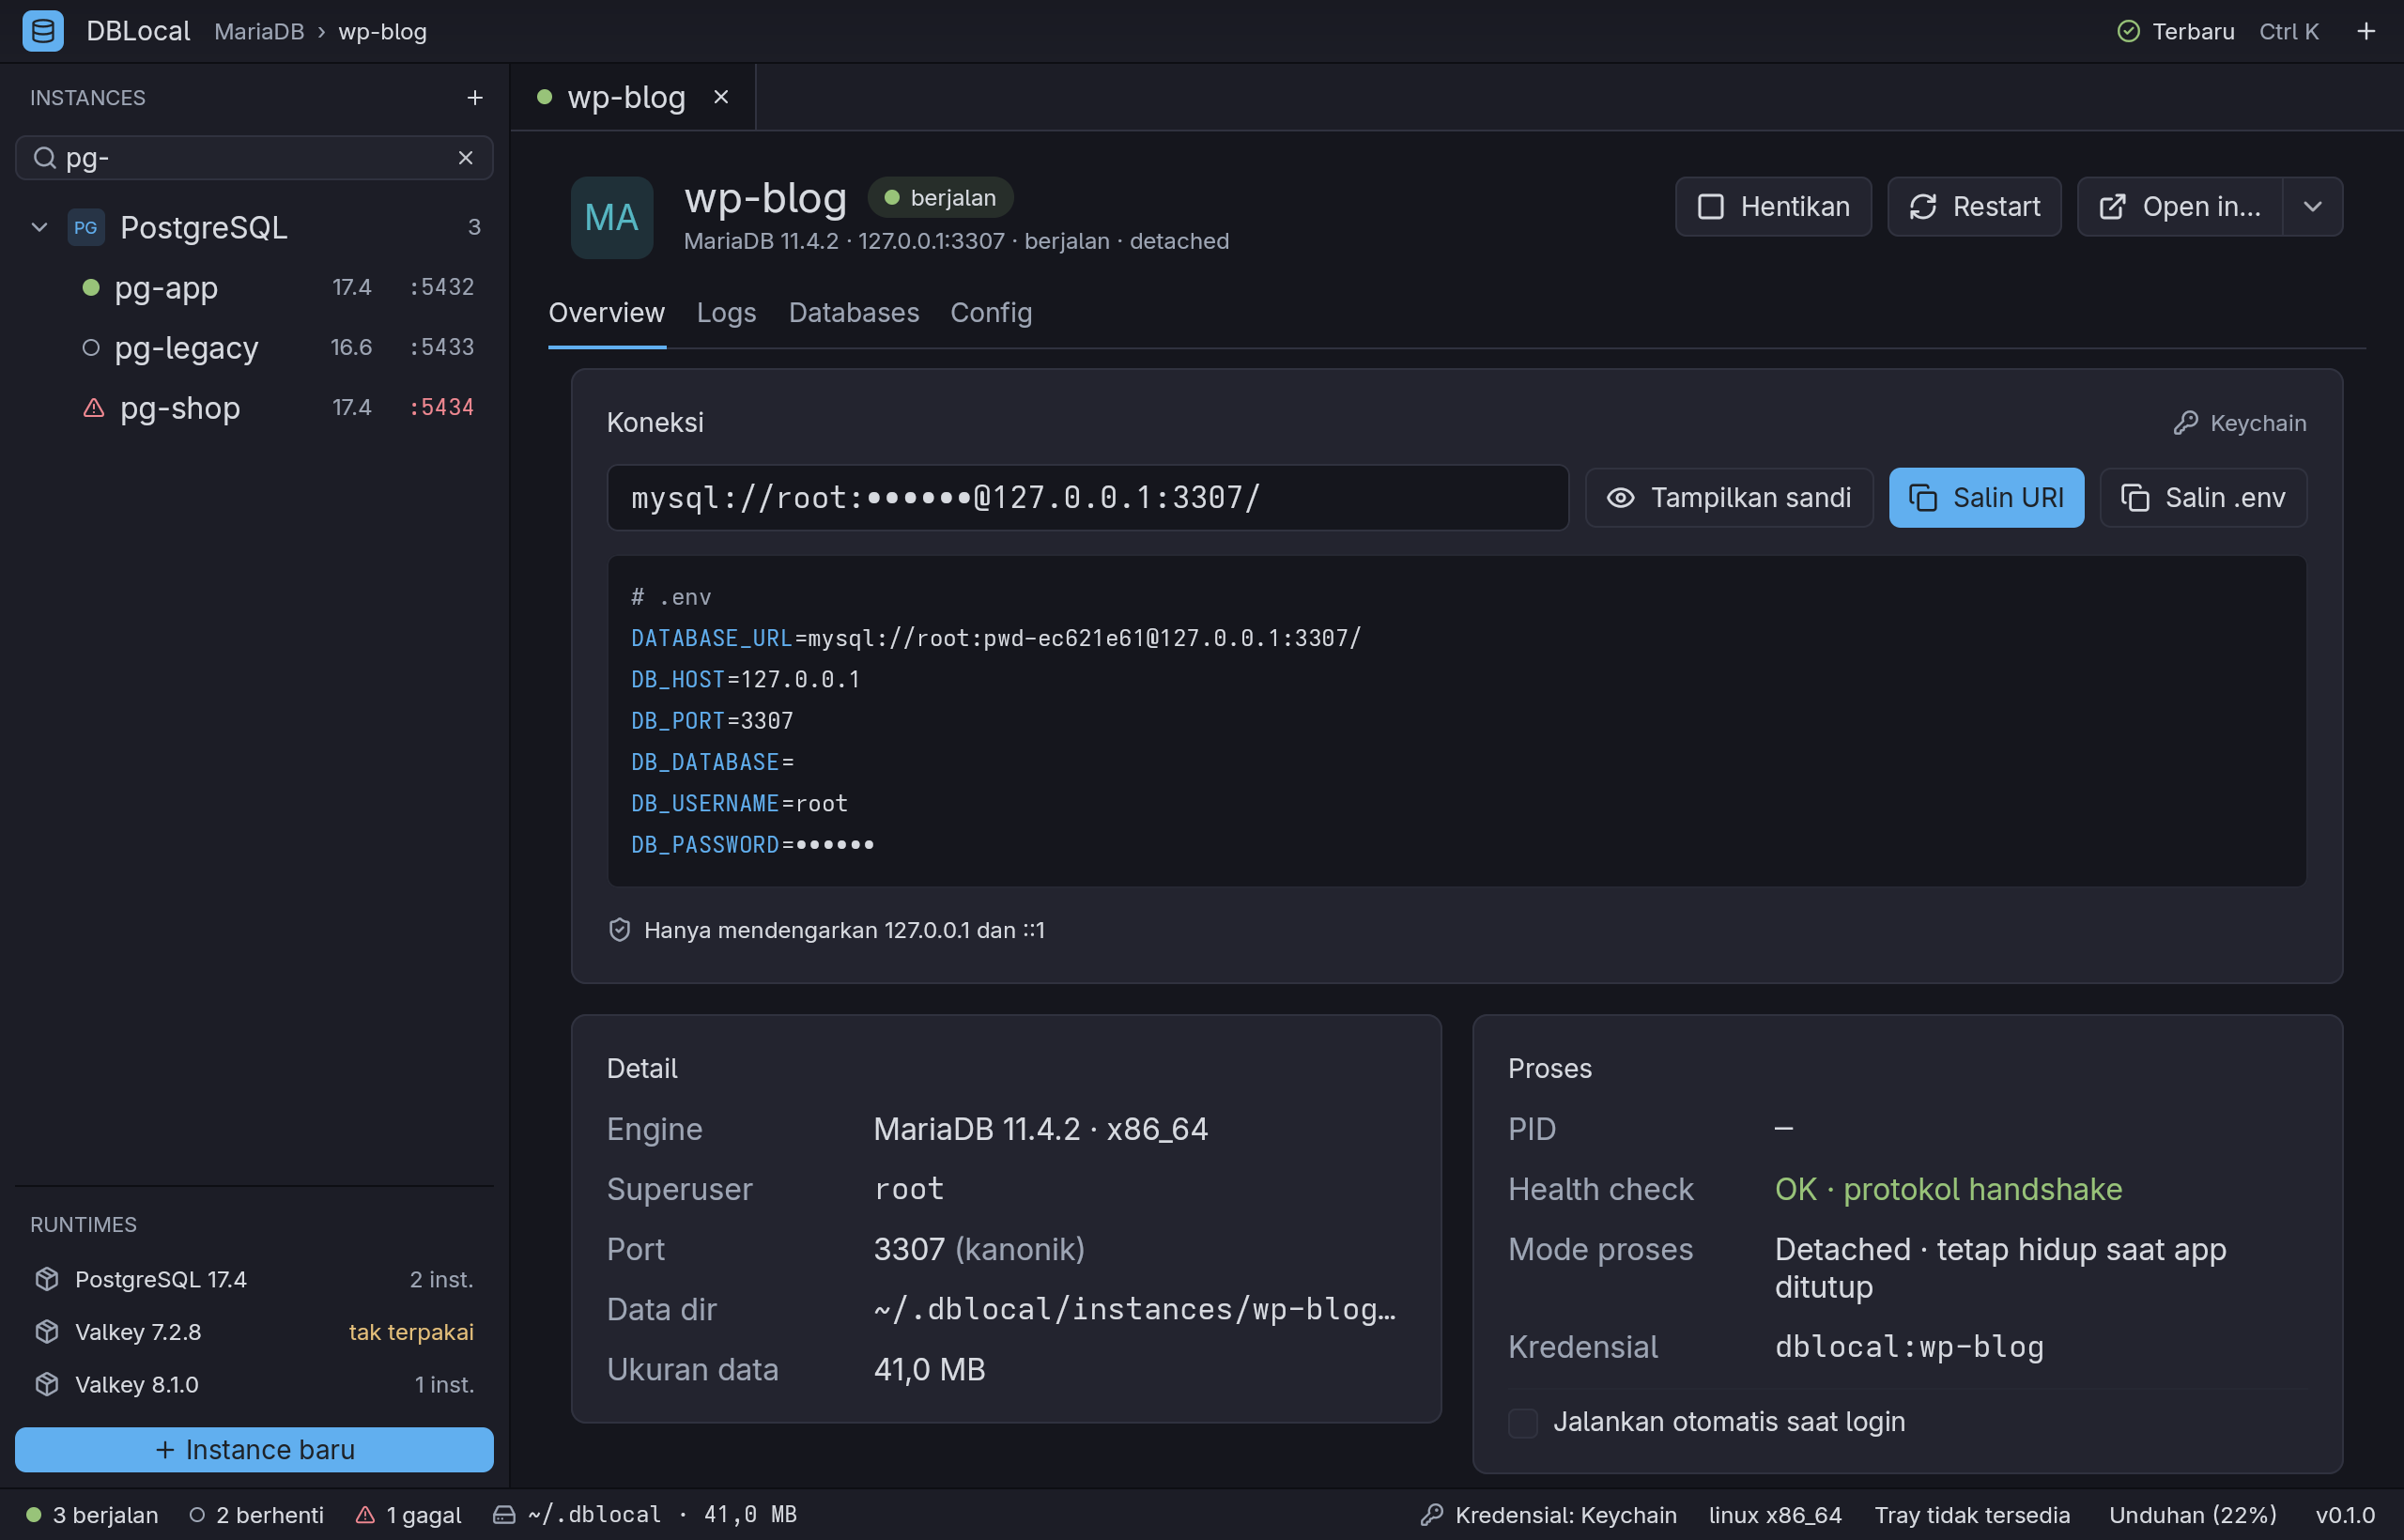 DBLocal MariaDB › wp-blog
Terbaru Ctrl K
INSTANCES
pg-
PG PostgreSQL 3
pg-app 17.4 :5432
pg-legacy 16.6 :5433
pg-shop 17.4 :5434
RUNTIMES
PostgreSQL 17.4 2 inst.
Valkey 7.2.8 tak terpakai
Valkey 8.1.0 1 inst.
+ Instance baru
wp-blog
MA
wp-blog berjalan
MariaDB 11.4.2 · 127.0.0.1:3307 · berjalan · detached
Hentikan Restart Open in...
Overview Logs Databases Config
Koneksi
Keychain
mysql://root:••••••@127.0.0.1:3307/
Tampilkan sandi Salin URI Salin .env
# .env
DATABASE_URL=mysql://root:pwd-ec621e61@127.0.0.1:3307/
DB_HOST=127.0.0.1
DB_PORT=3307
DB_DATABASE=
DB_USERNAME=root
DB_PASSWORD=••••••
Hanya mendengarkan 127.0.0.1 dan ::1
Detail
Engine MariaDB 11.4.2 · x86_64
Superuser root
Port 3307 (kanonik)
Data dir ~/.dblocal/instances/wp-blog…
Ukuran data 41,0 MB
Proses
PID —
Health check OK · protokol handshake
Mode proses Detached · tetap hidup saat app
ditutup
Kredensial dblocal:wp-blog
Jalankan otomatis saat login
3 berjalan 2 berhenti 1 gagal ~/.dblocal · 41,0 MB
Kredensial: Keychain linux x86_64 Tray tidak tersedia Unduhan (22%) v0.1.0